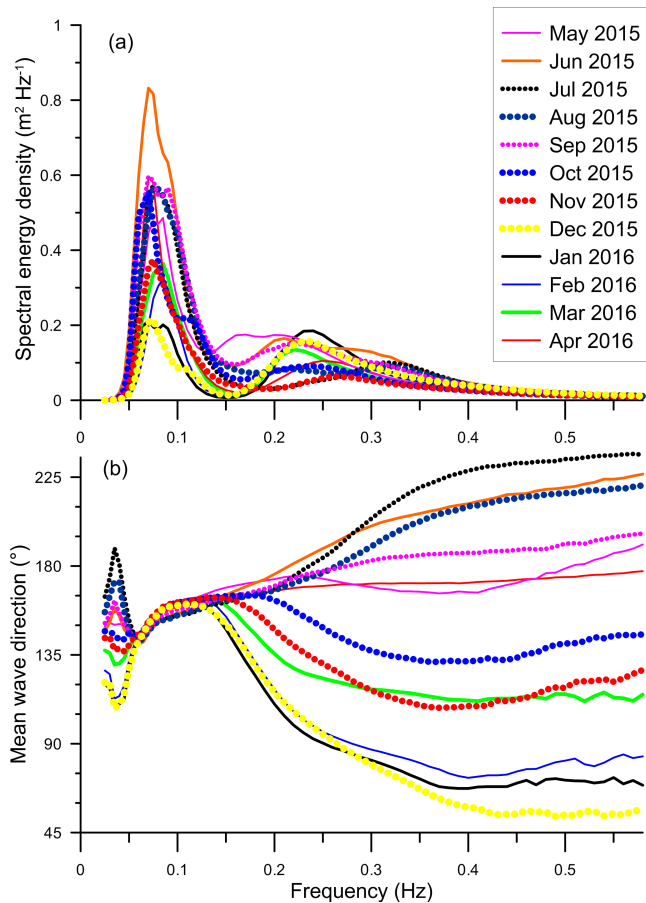 (a)
1
0.8
0.6
0.4
0.2
0
Spectral energy density (m² Hz⁻¹)
0
0.1
0.2
0.3
0.4
0.5
May 2015
Jun 2015
Jul 2015
Aug 2015
Sep 2015
Oct 2015
Nov 2015
Dec 2015
Jan 2016
Feb 2016
Mar 2016
Apr 2016
(b)
225
180
135
90
45
Mean wave direction (°)
0
0.1
0.2
0.3
0.4
0.5
Frequency (Hz)